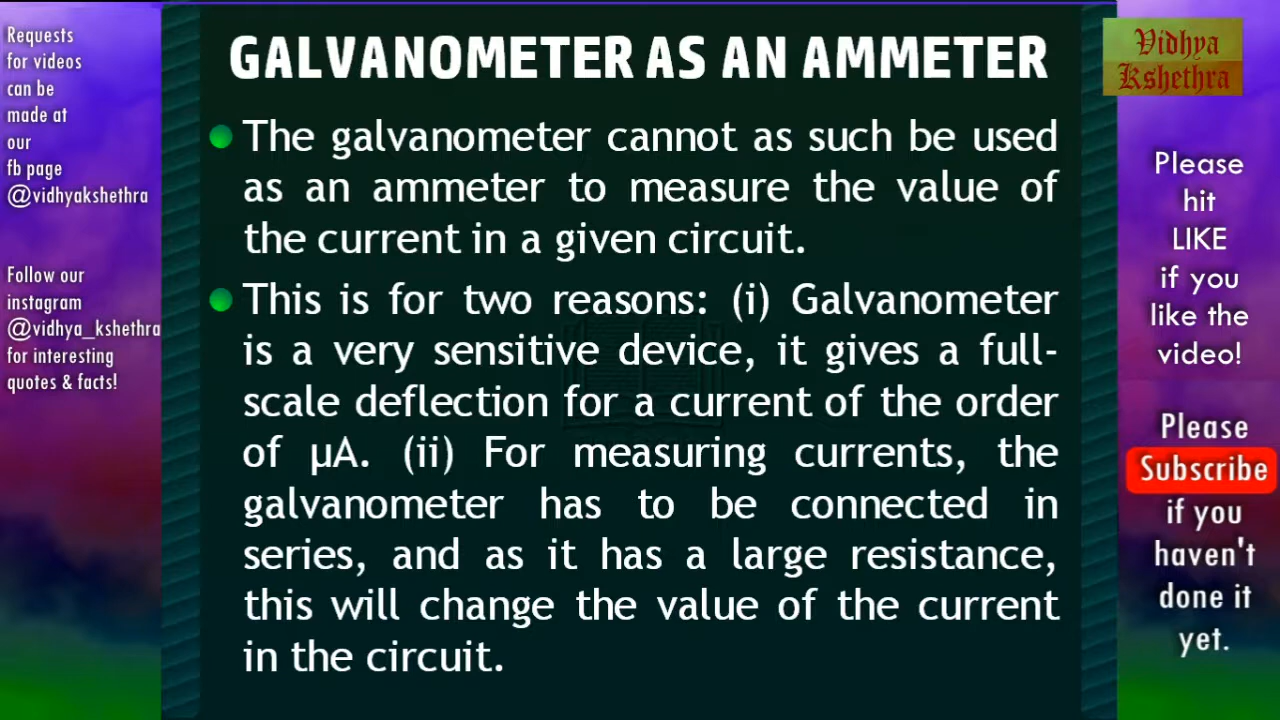 Requests
for videos
can be
made at
our
fb page
@vidhyakshethra
Follow our
instagram
@vidhya_kshethra
for interesting
quotes & facts!
GALVANOMETER AS AN AMMETER
The galvanometer cannot as such be used
as an ammeter to measure the value of
the current in a given circuit.
This is for two reasons: (i) Galvanometer
is a very sensitive device, it gives a full-
scale deflection for a current of the order
of µA. (ii) For measuring currents, the
galvanometer has to be connected in
series, and as it has a large resistance,
this will change the value of the current
in the circuit.
Vidhya
Kshethra
Please
hit
LIKE
if you
like the
video!
Please
Subscribe
if you
haven't
done it
yet.